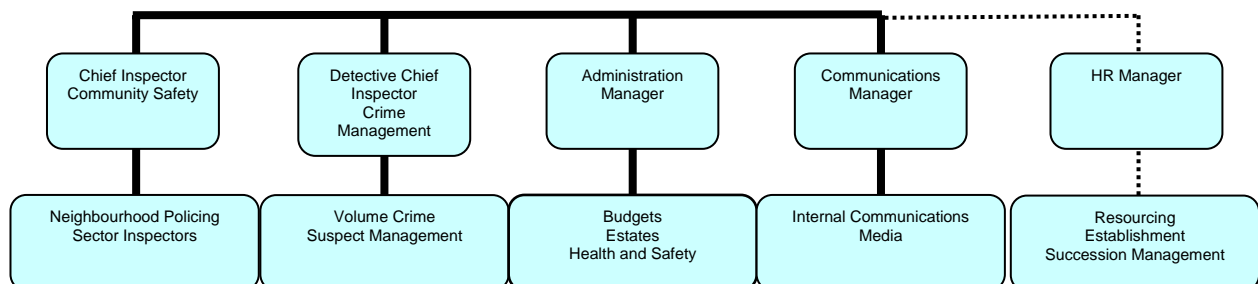 Chief Inspector
Community Safety
Detective Chief
Inspector
Crime
Management
Administration
Manager
Communications
Manager
HR Manager
Neighbourhood Policing
Sector Inspectors
Volume Crime
Suspect Management
Budgets
Estates
Health and Safety
Internal Communications
Media
Resourcing
Establishment
Succession Management